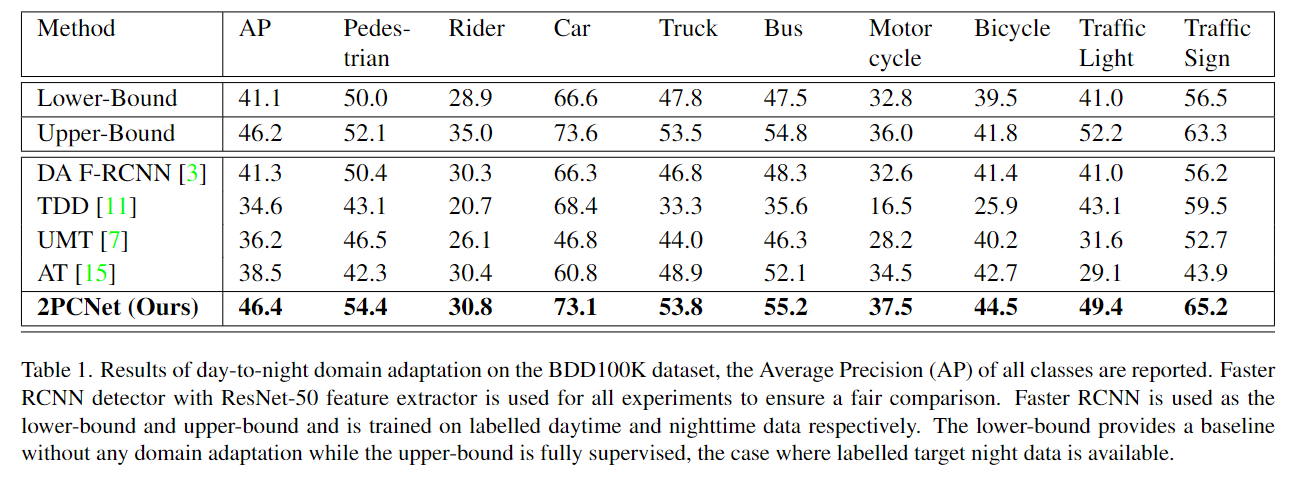 Method AP Pedes- Rider Car Truck Bus Motor Bicycle Traffic Traffic
trian cycle Light Sign
Lower-Bound 41.1 50.0 28.9 66.6 47.8 47.5 32.8 39.5 41.0 56.5
Upper-Bound 46.2 52.1 35.0 73.6 53.5 54.8 36.0 41.8 52.2 63.3
DA F-RCNN [3] 41.3 50.4 30.3 66.3 46.8 48.3 32.6 41.4 41.0 56.2
TDD [11] 34.6 43.1 20.7 68.4 33.3 35.6 16.5 25.9 43.1 59.5
UMT [7] 36.2 46.5 26.1 46.8 44.0 46.3 28.2 40.2 31.6 52.7
AT [15] 38.5 42.3 30.4 60.8 48.9 52.1 34.5 42.7 29.1 43.9
2PCNet (Ours) 46.4 54.4 30.8 73.1 53.8 55.2 37.5 44.5 49.4 65.2
Table 1. Results of day-to-night domain adaptation on the BDD100K dataset, the Average Precision (AP) of all classes are reported. Faster
RCNN detector with ResNet-50 feature extractor is used for all experiments to ensure a fair comparison. Faster RCNN is used as the
lower-bound and upper-bound and is trained on labelled daytime and nighttime data respectively. The lower-bound provides a baseline
without any domain adaptation while the upper-bound is fully supervised, the case where labelled target night data is available.